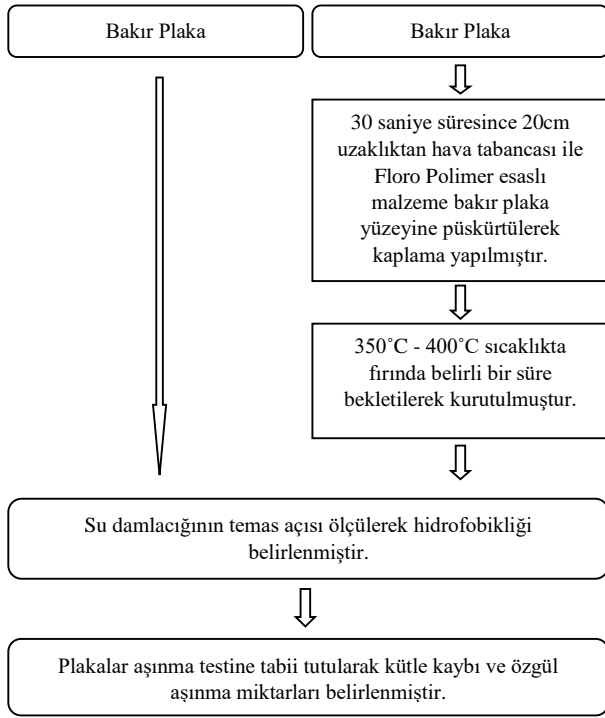 Bakır Plaka
Bakır Plaka
30 saniye süresince 20cm
uzaklıktan hava tabancası ile
Floro Polimer esaslı
malzeme bakır plaka
yüzeyine püskürtülerek
kaplama yapılmıştır.
350˚C - 400˚C sıcaklıkta
fırında belirli bir süre
bekletilerek kurutulmuştur.
Su damlacığının temas açısı ölçülerek hidrofobikliği
belirlenmiştir.
Plakalar aşınma testine tabii tutularak kütle kaybı ve özgül
aşınma miktarları belirlenmiştir.